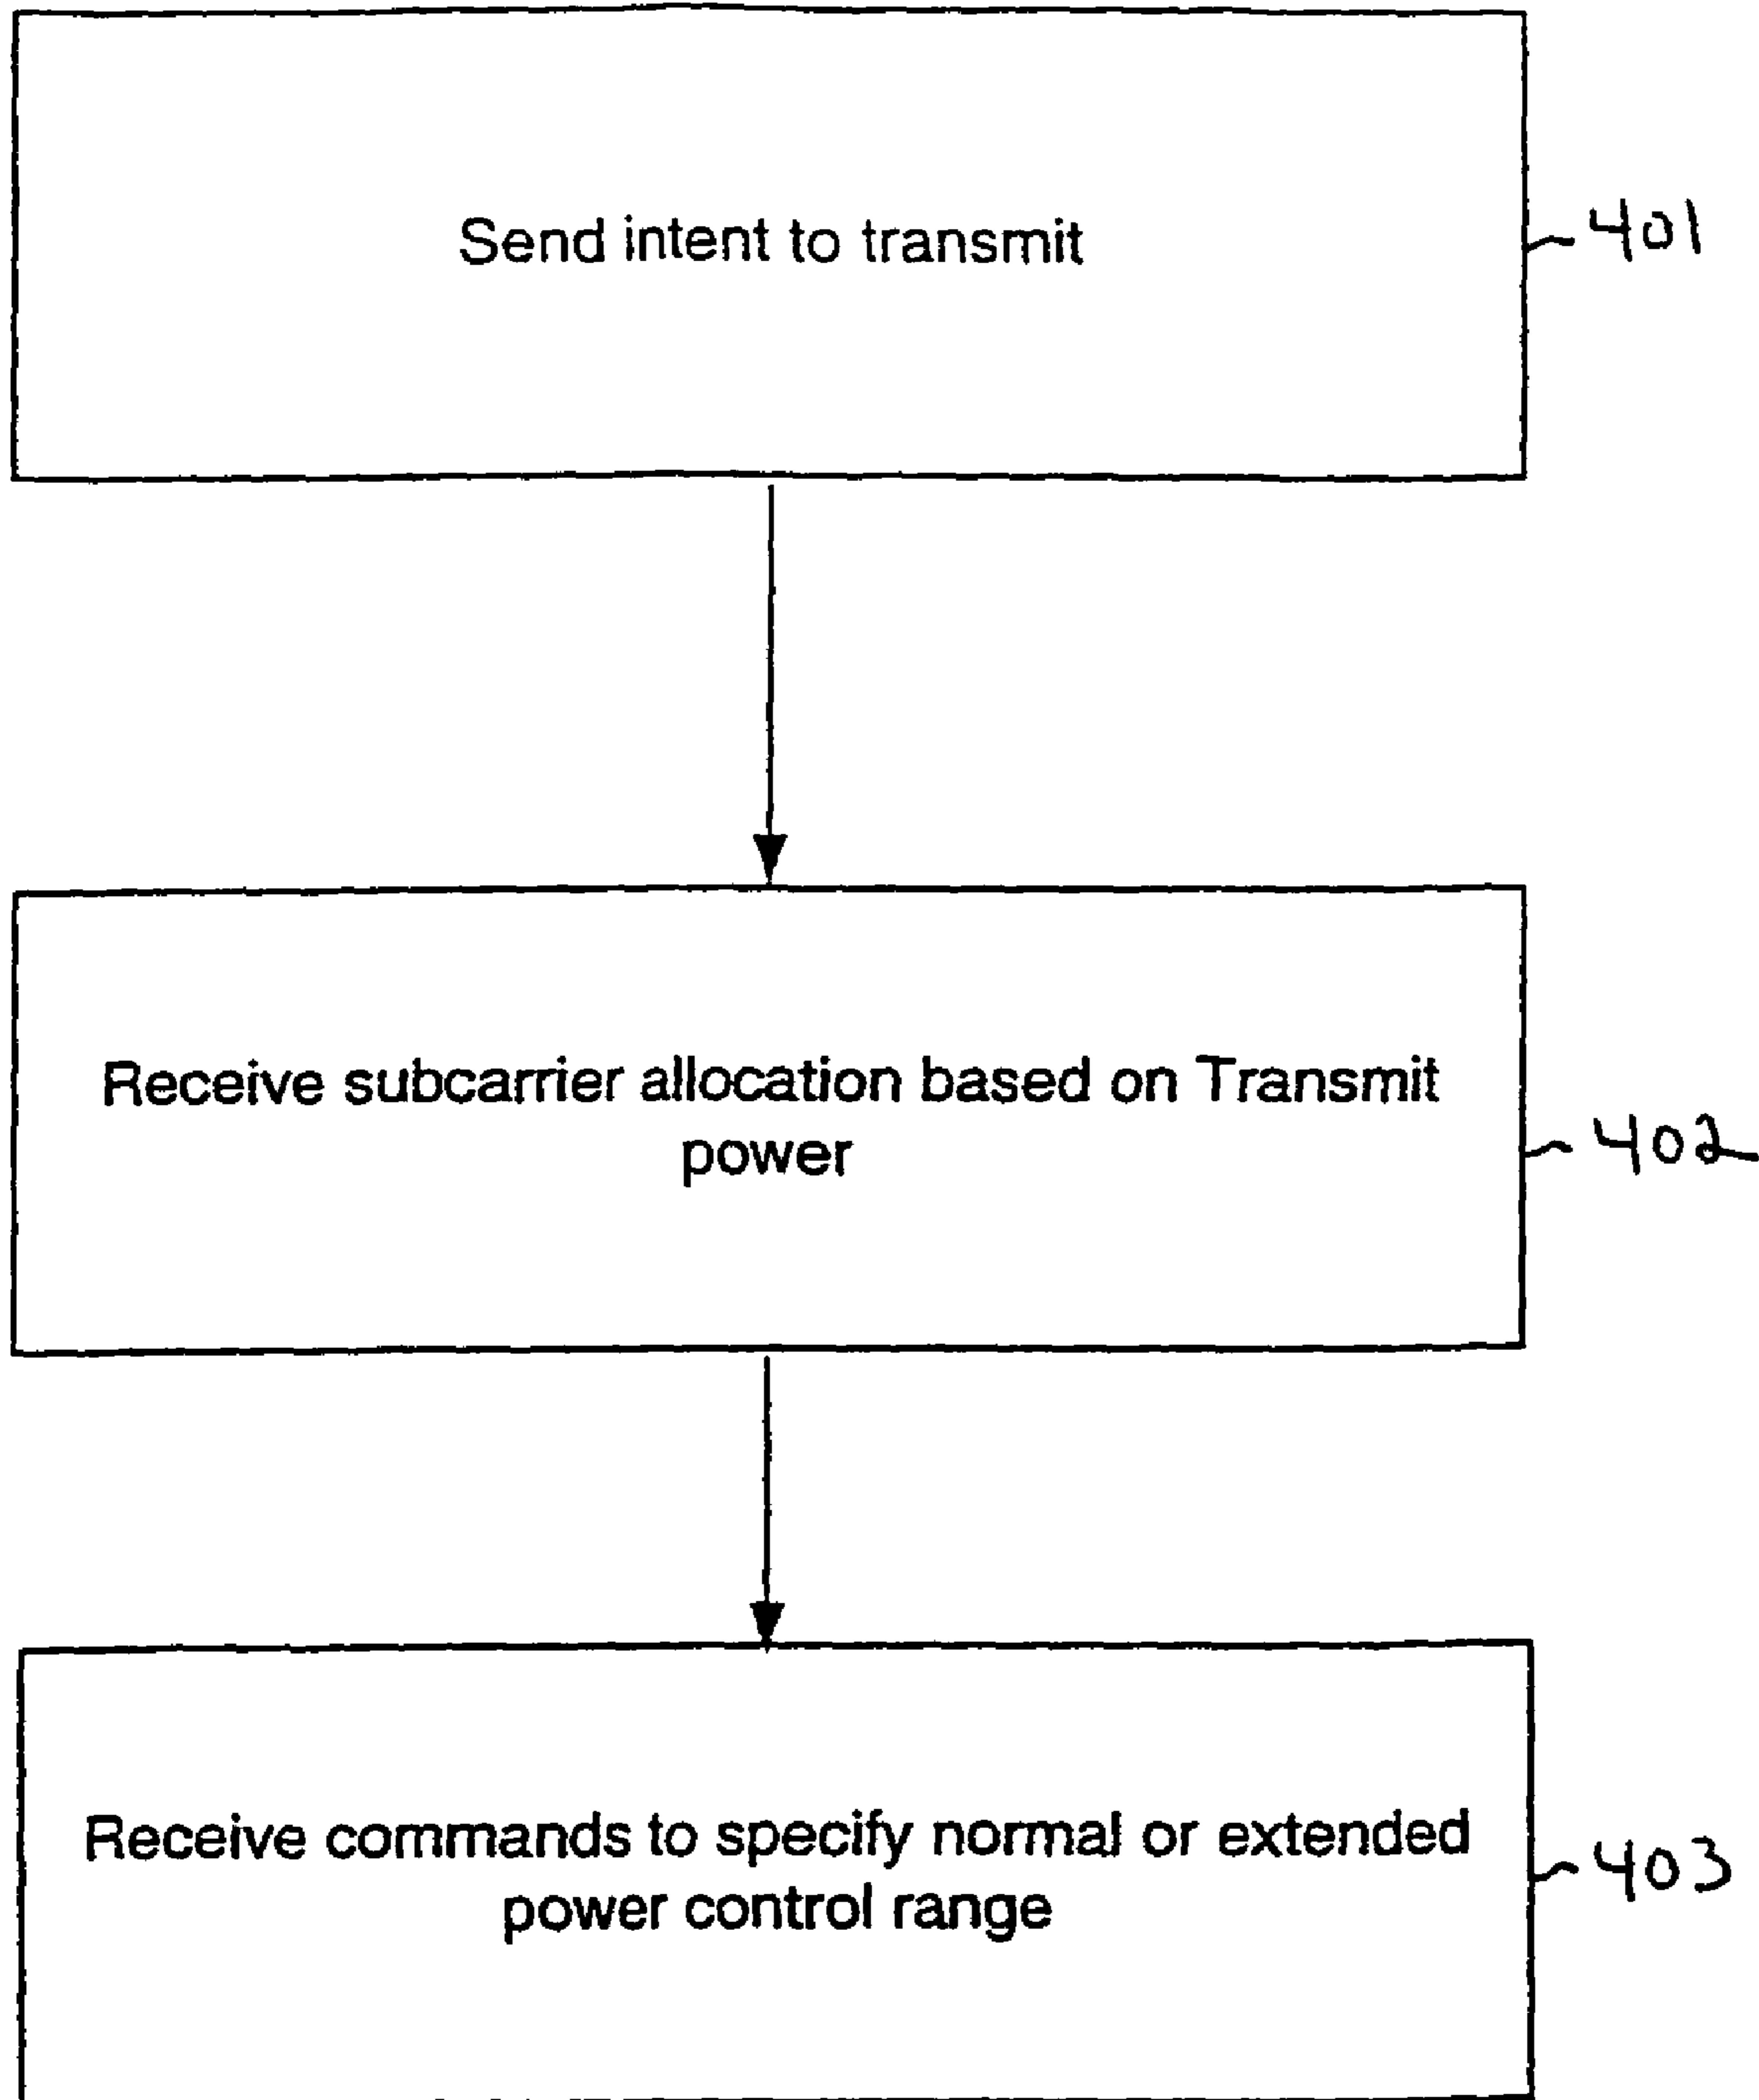 Send intent to transmit
401
Receive subcarrier allocation based on Transmit
power
402
Receive commands to specify normal or extended
power control range
403